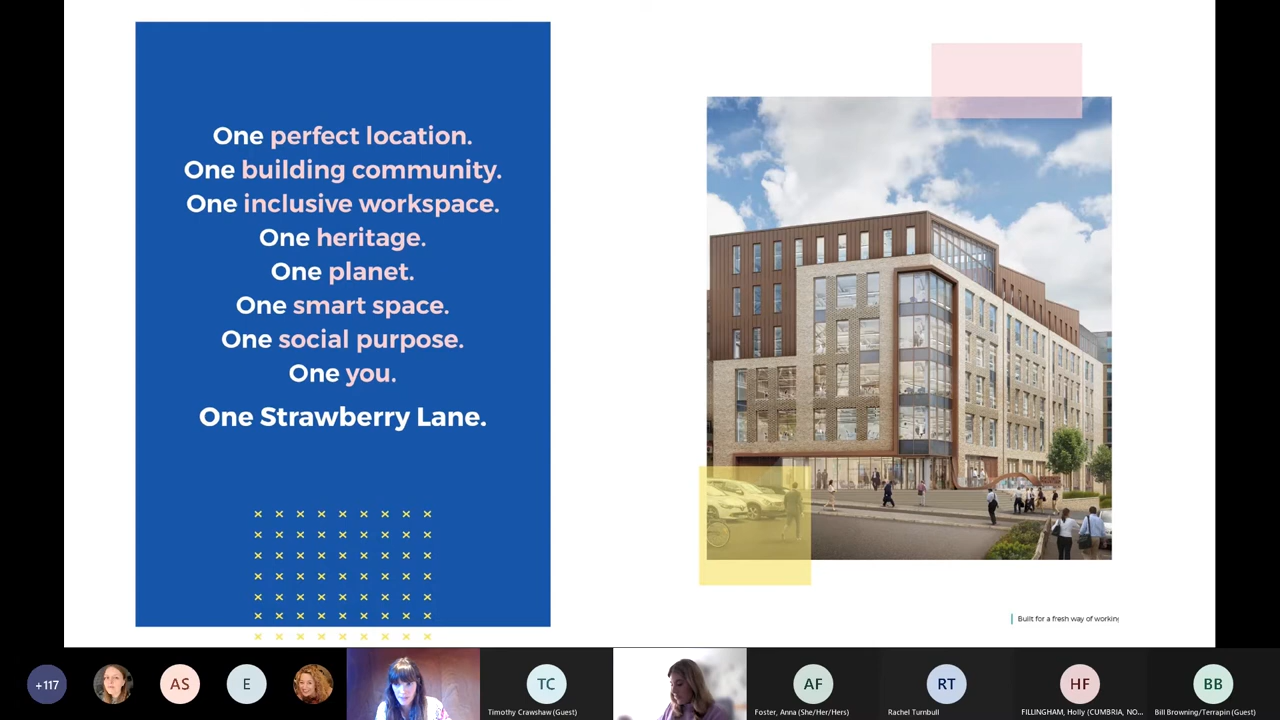 One perfect location.
One building community.
One inclusive workspace.
One heritage.
One planet.
One smart space.
One social purpose.
One you.
One Strawberry Lane.
Built for a fresh way of working
+117
AS
E
TC
Timothy Crawshaw (Guest)
AF
Foster, Anna (She/Her/Hers)
RT
Rachel Turnbull
HF
FILLINGHAM, Holly (CUMBRIA, NO...
BB
Bill Browning/Terrapin (Guest)